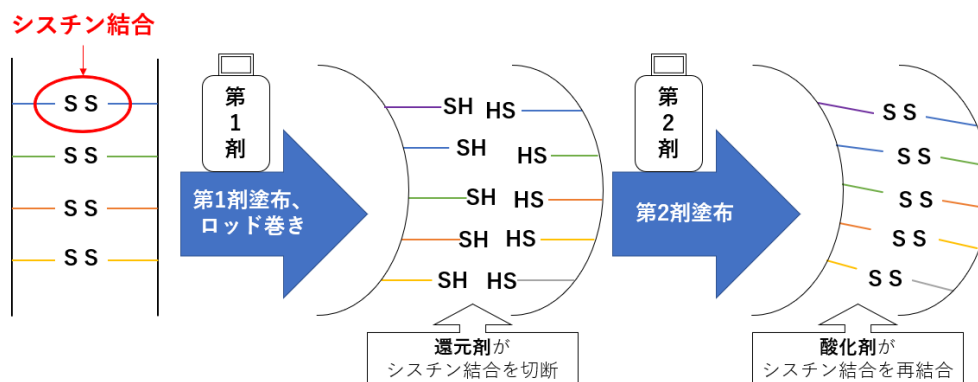 シスチン結合
S S
S S
S S
S S
第
1
剤
第1剤塗布、
ロッド巻き
SH HS
SH
HS
SH HS
SH HS
SH HS
還元剤が
シスチン結合を切断
第
2
剤
第2剤塗布
S S
S S
S S
S S
S S
酸化剤が
シスチン結合を再結合